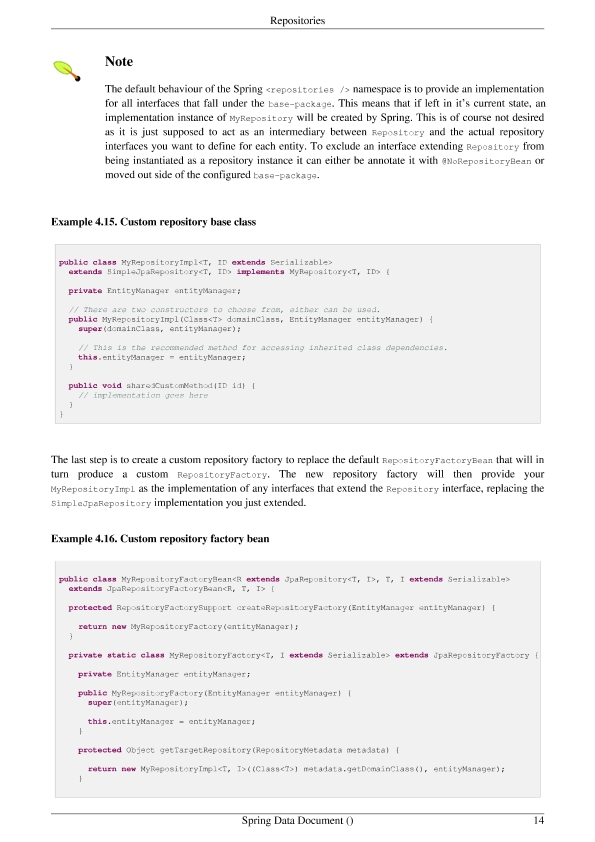 Repositories
Note
The default behaviour of the Spring <repositories /> namespace is to provide an implementation
for all interfaces that fall under the base-package. This means that if left in it's current state, an
implementation instance of MyRepository will be created by Spring. This is of course not desired
as it is just supposed to act as an intermediary between Repository and the actual repository
interfaces you want to define for each entity. To exclude an interface extending Repository from
being instantiated as a repository instance it can either be annotate it with @NoRepositoryBean or
moved out side of the configured base-package.
Example 4.15. Custom repository base class
public class MyRepositoryImpl<T, ID extends Serializable>
extends SimpleJpaRepository<T, ID> implements MyRepository<T, ID> {
private EntityManager entityManager;
// There are two constructors to choose from, either can be used.
public MyRepositoryImpl(Class<T> domainClass, EntityManager entityManager) {
super(domainClass, entityManager);
// This is the recommended method for accessing inherited class dependencies.
this.entityManager = entityManager;
}
public void sharedCustomMethod(ID id) {
// implementation goes here
}
}
The last step is to create a custom repository factory to replace the default RepositoryFactoryBean that will in
turn produce a custom RepositoryFactory. The new repository factory will then provide your
MyRepositoryImpl as the implementation of any interfaces that extend the Repository interface, replacing the
SimpleJpaRepository implementation you just extended.
Example 4.16. Custom repository factory bean
public class MyRepositoryFactoryBean<R extends JpaRepository<T, I>, T, I extends Serializable>
extends JpaRepositoryFactoryBean<R, T, I> {
protected RepositoryFactorySupport createRepositoryFactory(EntityManager entityManager) {
return new MyRepositoryFactory(entityManager);
}
private static class MyRepositoryFactory<T, I extends Serializable> extends JpaRepositoryFactory {
private EntityManager entityManager;
public MyRepositoryFactory(EntityManager entityManager) {
super(entityManager);
this.entityManager = entityManager;
}
protected Object getTargetRepository(RepositoryMetadata metadata) {
return new MyRepositoryImpl<T, I>((Class<T>) metadata.getDomainClass(), entityManager);
}
Spring Data Document () 14